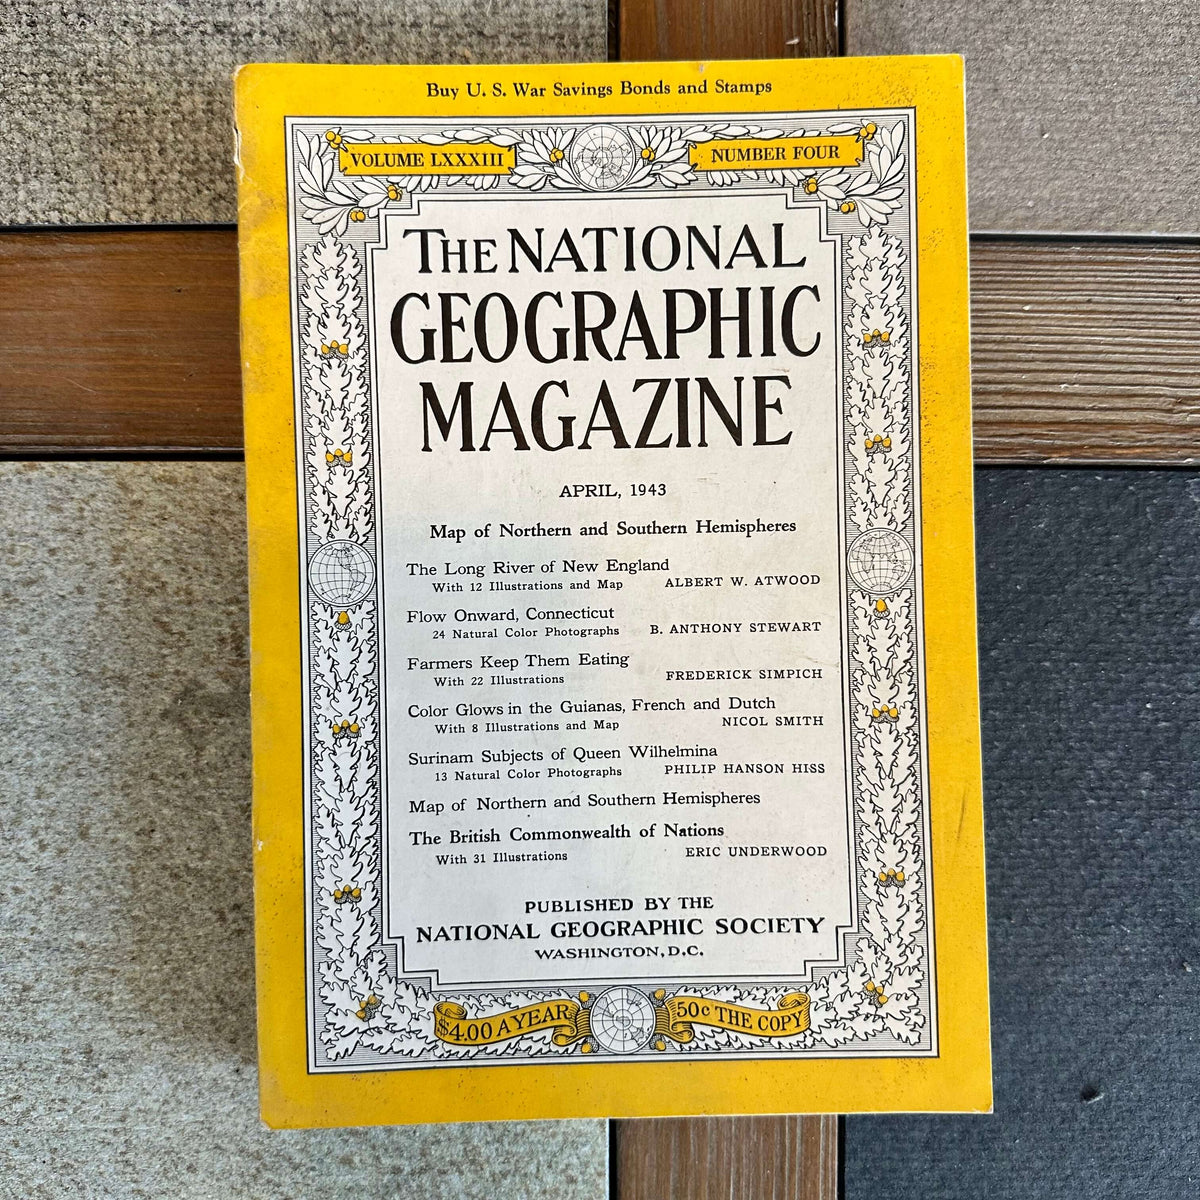 Buy U. S. War Savings Bonds and Stamps
VOLUME LXXXIII NUMBER FOUR
THE NATIONAL
GEOGRAPHIC
MAGAZINE
APRIL, 1943
Map of Northern and Southern Hemispheres
The Long River of New England
With 12 Illustrations and Map ALBERT W. ATWOOD
Flow Onward, Connecticut
24 Natural Color Photographs B. ANTHONY STEWART
Farmers Keep Them Eating
With 22 Illustrations FREDERICK SIMPICH
Color Glows in the Guianas, French and Dutch
With 8 Illustrations and Map NICOL SMITH
Surinam Subjects of Queen Wilhelmina
13 Natural Color Photographs PHILIP HANSON HISS
Map of Northern and Southern Hemispheres
The British Commonwealth of Nations
With 31 Illustrations ERIC UNDERWOOD
PUBLISHED BY THE
NATIONAL GEOGRAPHIC SOCIETY
WASHINGTON, D.C.
$4.00 A YEAR 50c THE COPY